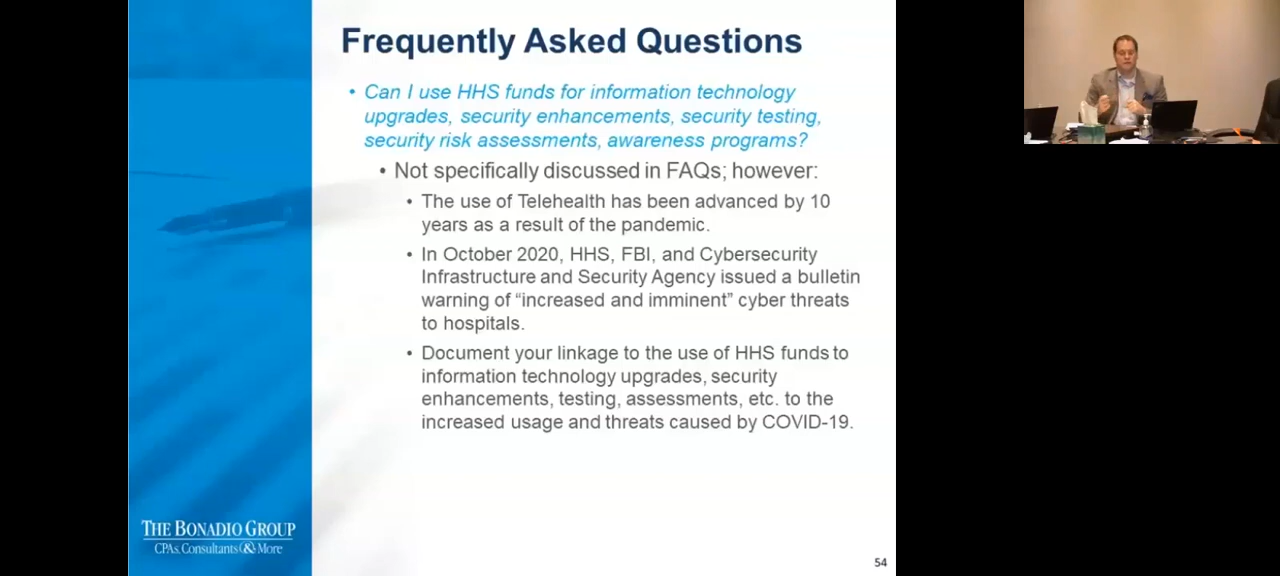 Frequently Asked Questions
• Can I use HHS funds for information technology
upgrades, security enhancements, security testing,
security risk assessments, awareness programs?
• Not specifically discussed in FAQs; however:
• The use of Telehealth has been advanced by 10
years as a result of the pandemic.
• In October 2020, HHS, FBI, and Cybersecurity
Infrastructure and Security Agency issued a bulletin
warning of “increased and imminent” cyber threats
to hospitals.
• Document your linkage to the use of HHS funds to
information technology upgrades, security
enhancements, testing, assessments, etc. to the
increased usage and threats caused by COVID-19.
THE BONADIO GROUP
CPAs, Consultants & More
54